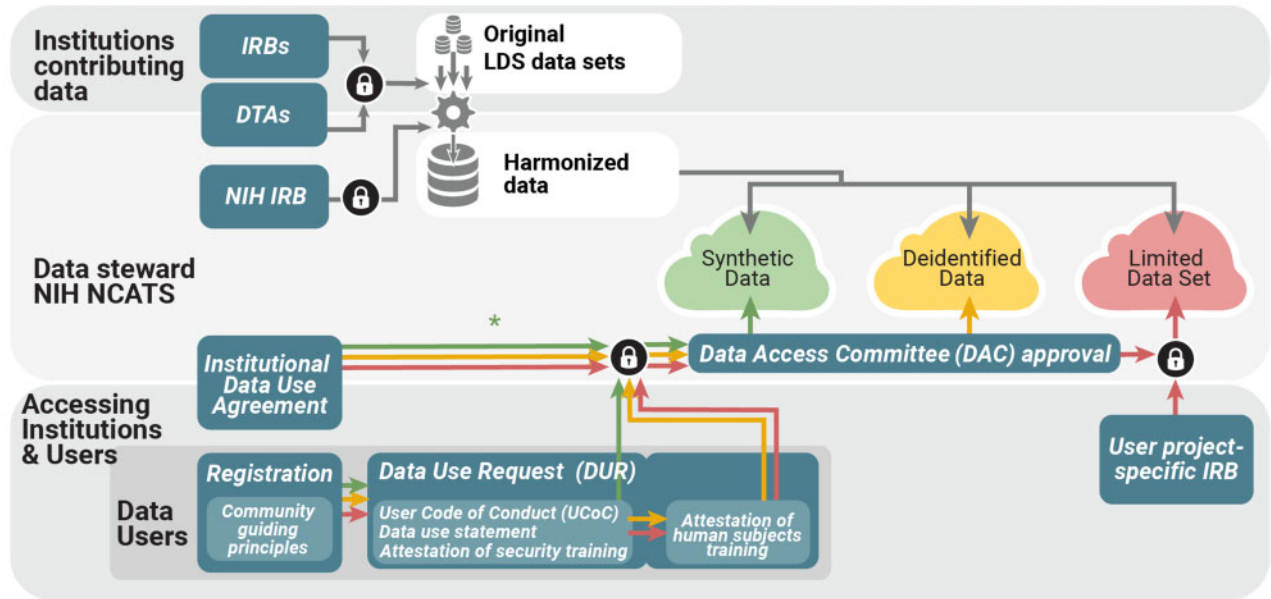 Institutions
contributing
data
IRBs
DTAs
Original
LDS data sets
NIH IRB
Harmonized
data
Data steward
NIH NCATS
Synthetic
Data
Deidentified
Data
Limited
Data Set
*
Institutional
Data Use
Agreement
Data Access Committee (DAC) approval
Accessing
Institutions
& Users
User project-
specific IRB
Data
Users
Registration
Community
guiding
principles
Data Use Request (DUR)
User Code of Conduct (UCoC)
Data use statement
Attestation of security training
Attestation of
human subjects
training